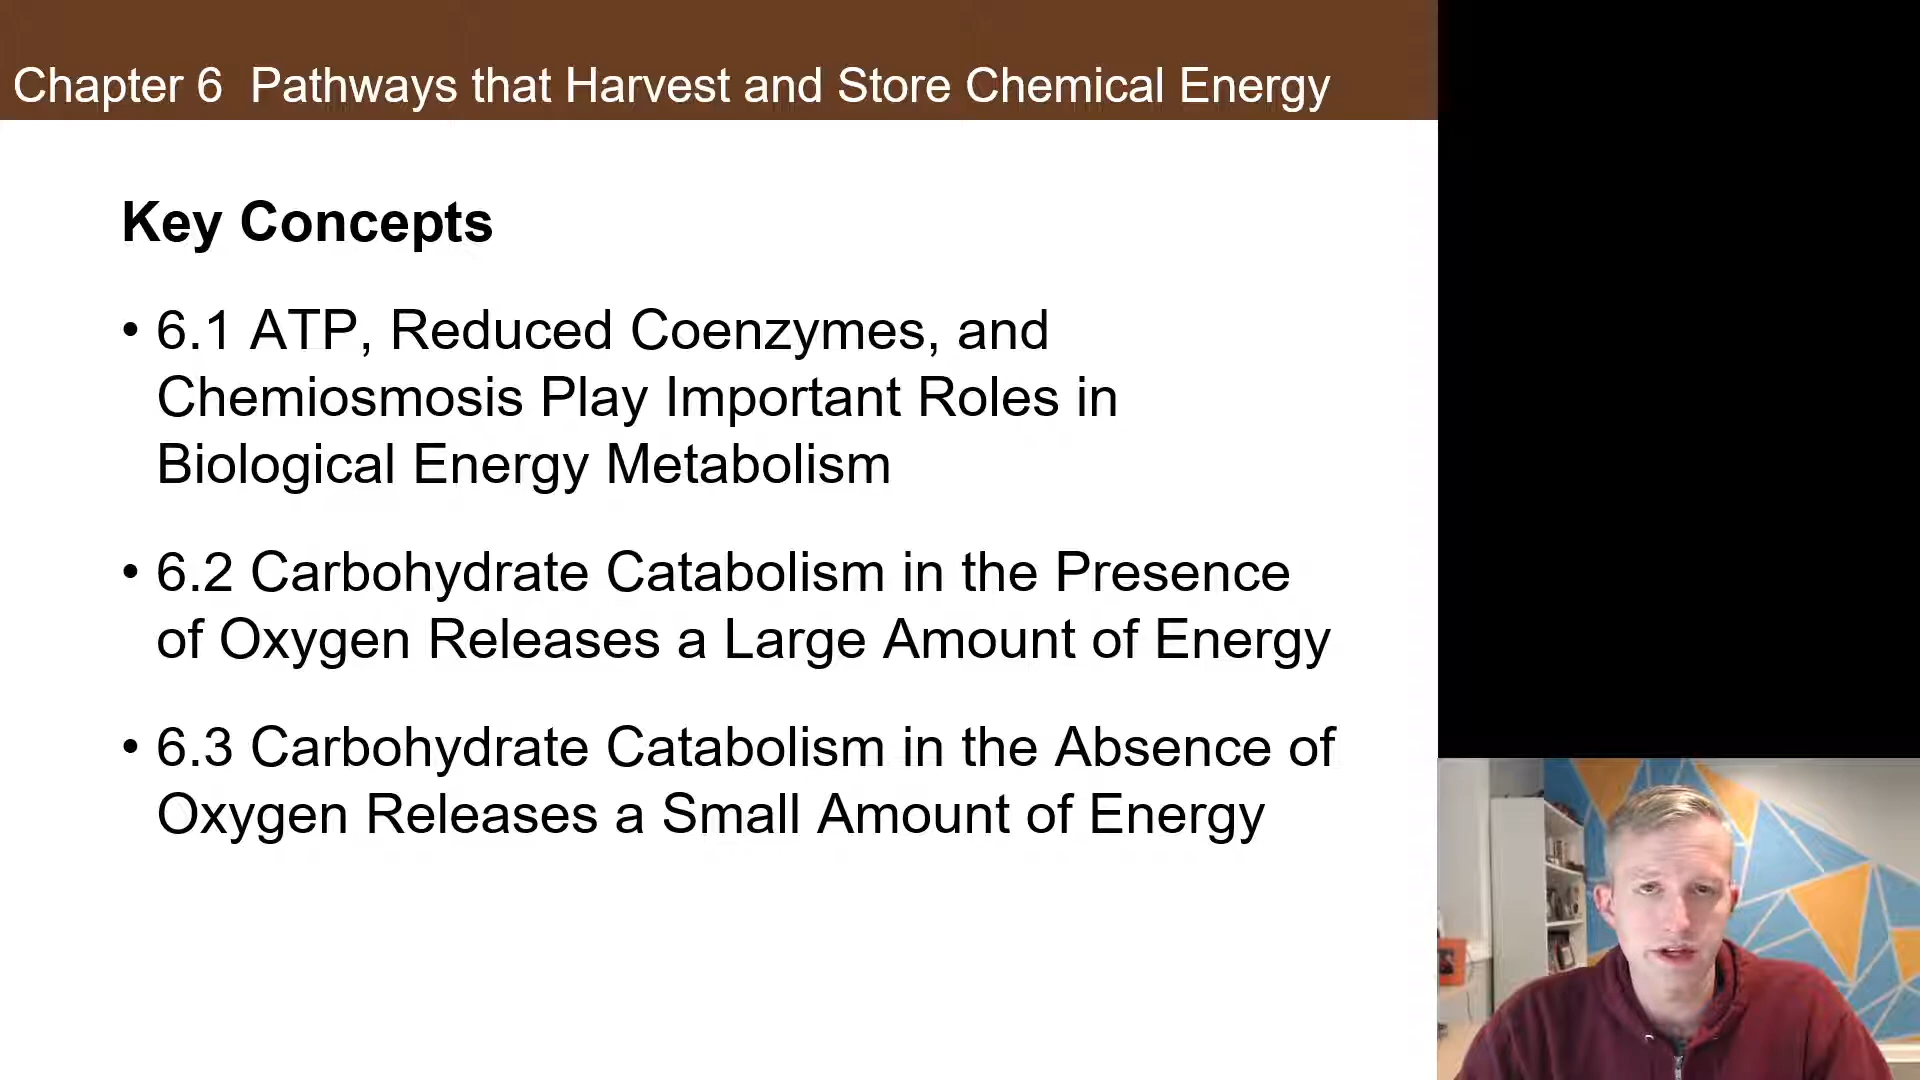 Chapter 6  Pathways that Harvest and Store Chemical Energy
Key Concepts
• 6.1 ATP, Reduced Coenzymes, and
Chemiosmosis Play Important Roles in
Biological Energy Metabolism
• 6.2 Carbohydrate Catabolism in the Presence
of Oxygen Releases a Large Amount of Energy
• 6.3 Carbohydrate Catabolism in the Absence of
Oxygen Releases a Small Amount of Energy